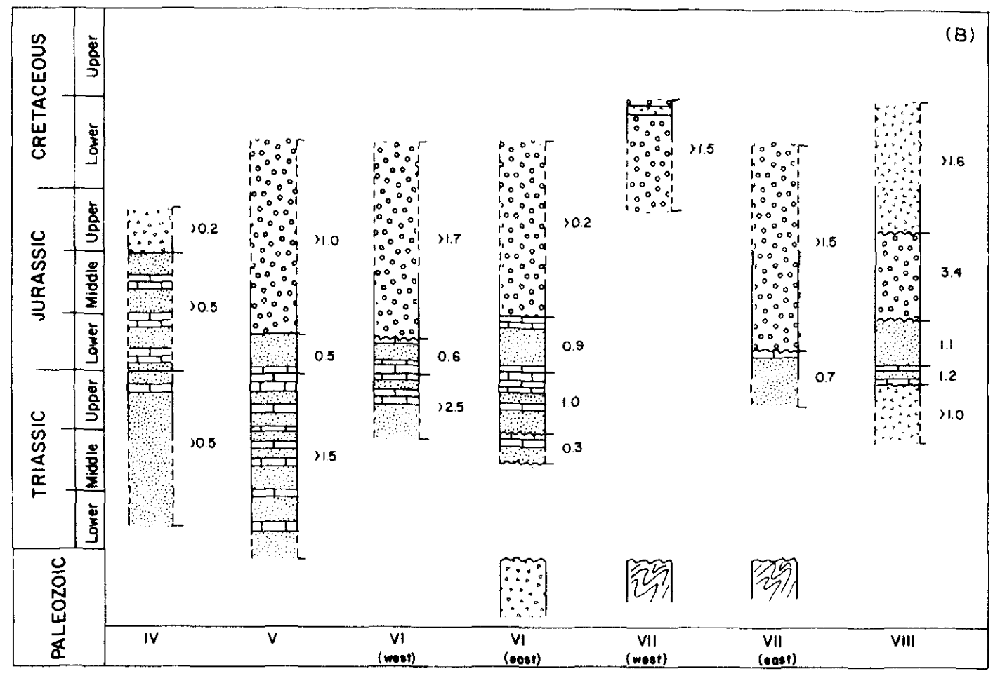 (B)
CRETACEOUS
Upper
Lower
JURASSIC
Upper
Middle
Lower
TRIASSIC
Upper
Middle
Lower
PALEOZOIC
>0.2
>0.5
>0.5
>1.0
0.5
>1.5
>1.7
0.6
>2.5
>0.2
0.9
1.0
0.3
>1.5
>1.5
0.7
>1.6
3.4
1.1
1.2
>1.0
IV
V
VI
(west)
VI
(east)
VII
(west)
VII
(east)
VIII